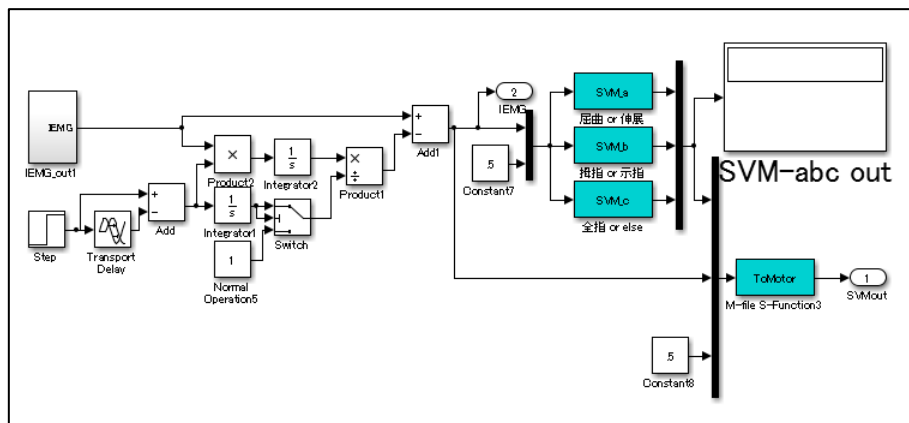 IEMG
IEMG_out1
Step
Transport
Delay
+
−
Add
×
Product2
1
s
Integrator2
1
s
Integrator1
×
÷
Product1
Switch
1
Normal
Operation5
+
−
Add1
2
IEMG
.5
Constant7
SVM_a
屈曲 or 伸展
SVM_b
拇指 or 示指
SVM_c
全指 or else
SVM-abc out
ToMotor
M-file S-Function3
1
SVMout
.5
Constant8